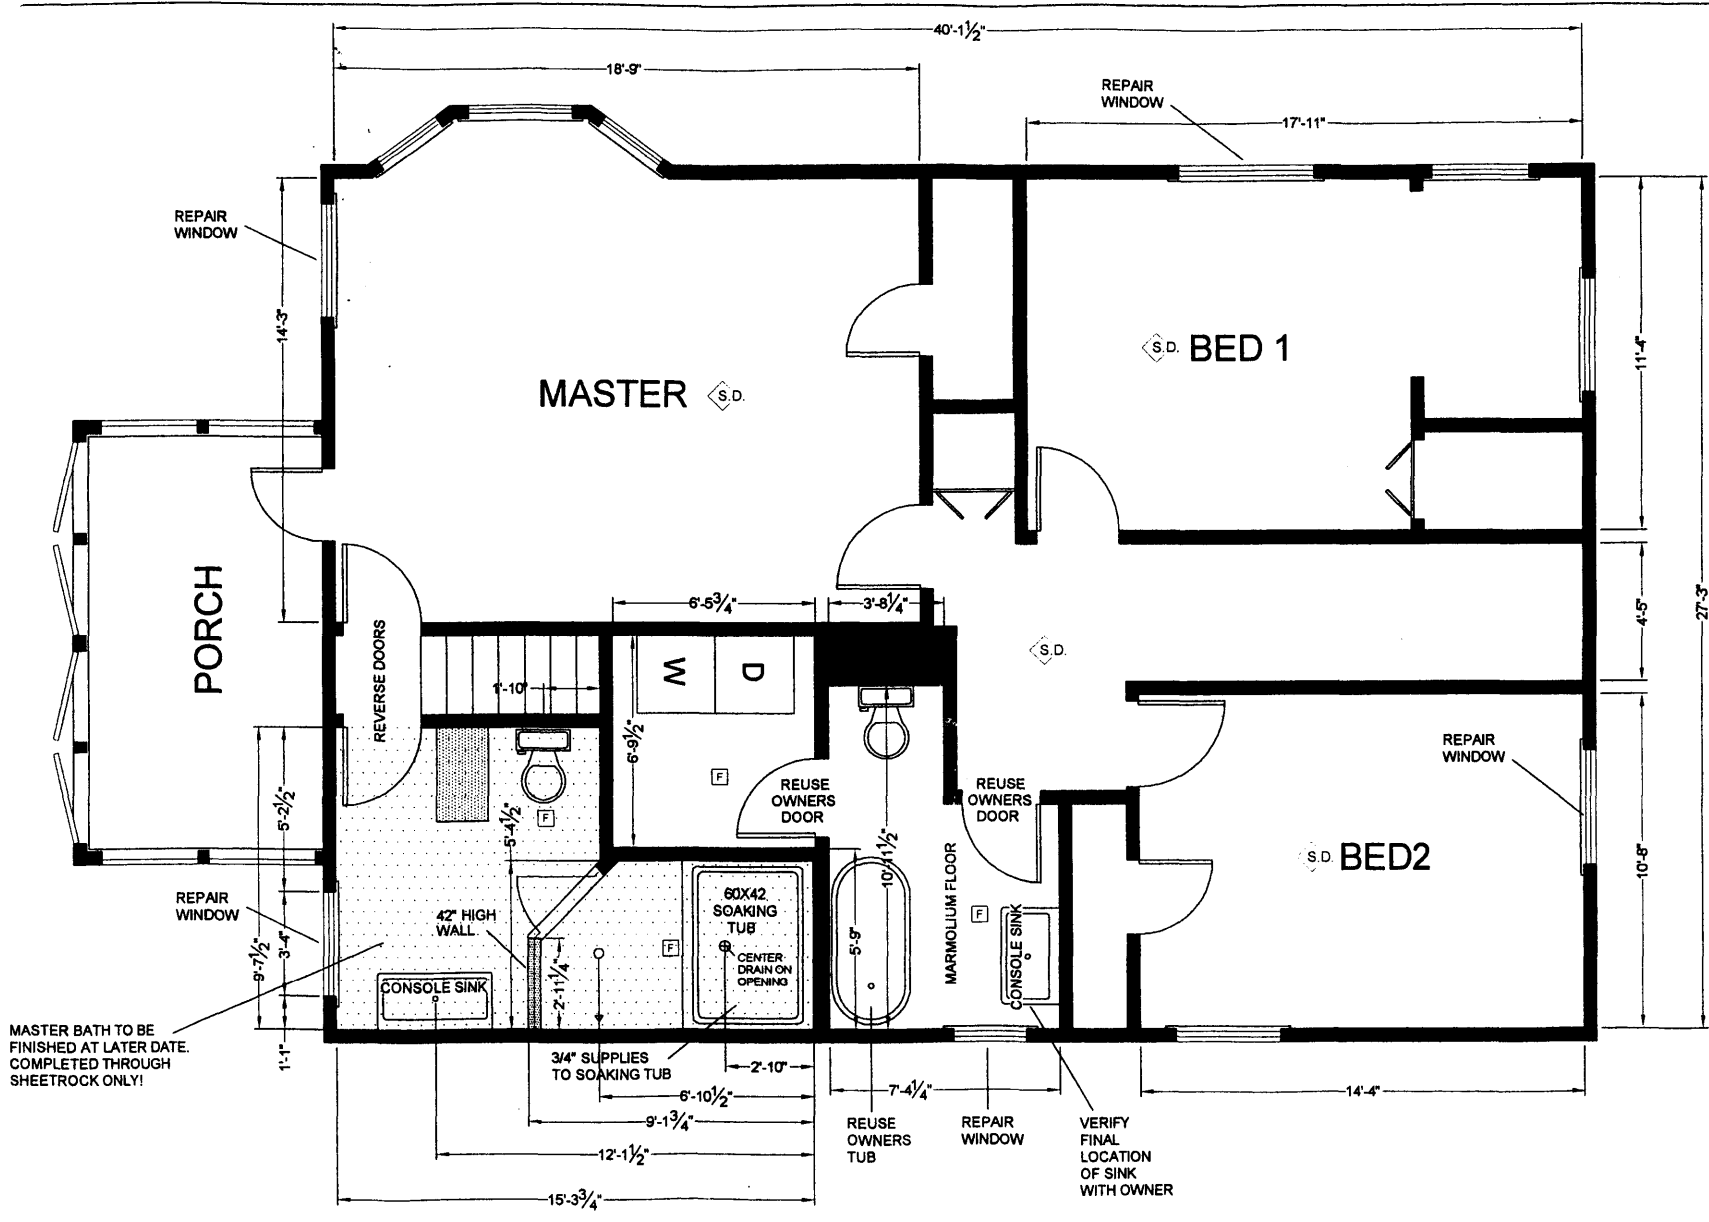 40'-1½"
18'-9"
REPAIR
WINDOW
17'-11"
REPAIR
WINDOW
14'-3"
11'-4"
27'-3"
S.D. BED 1
MASTER S.D.
PORCH
REVERSE DOORS
6'-5¾"
3'-8¼"
4'-5"
S.D.
W
D
1'-10"
6'-9½"
F
REUSE
OWNERS
DOOR
REUSE
OWNERS
DOOR
REPAIR
WINDOW
5'-2½"
5'-4½"
F
10'-11½"
S.D. BED2
10'-8"
REPAIR
WINDOW
42" HIGH
WALL
60X42
SOAKING
TUB
MARMOLIUM FLOOR
F
9'-7½"
3'-4"
F
CENTER
DRAIN ON
OPENING
5'-9"
CONSOLE SINK
CONSOLE SINK
2'-11¼"
MASTER BATH TO BE
FINISHED AT LATER DATE.
COMPLETED THROUGH
SHEETROCK ONLY!
1'-1"
3/4" SUPPLIES
TO SOAKING TUB
2'-10"
6'-10½"
7'-4¼"
14'-4"
9'-1¾"
REUSE
OWNERS
TUB
REPAIR
WINDOW
VERIFY
FINAL
LOCATION
OF SINK
WITH OWNER
12'-1½"
15'-3¾"